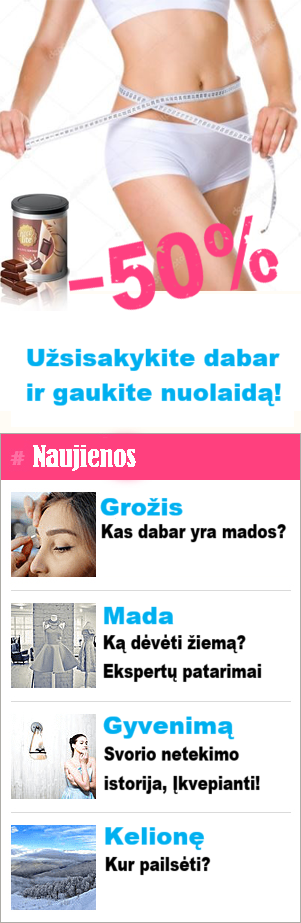 -50%
Užsisakykite dabar
ir gaukite nuolaidą!
# Naujienos
Grožis
Kas dabar yra mados?
Mada
Ką dėvėti žiemą?
Ekspertų patarimai
Gyvenimą
Svorio netekimo
istorija, Įkvepianti!
Kelionę
Kur pailsėti?